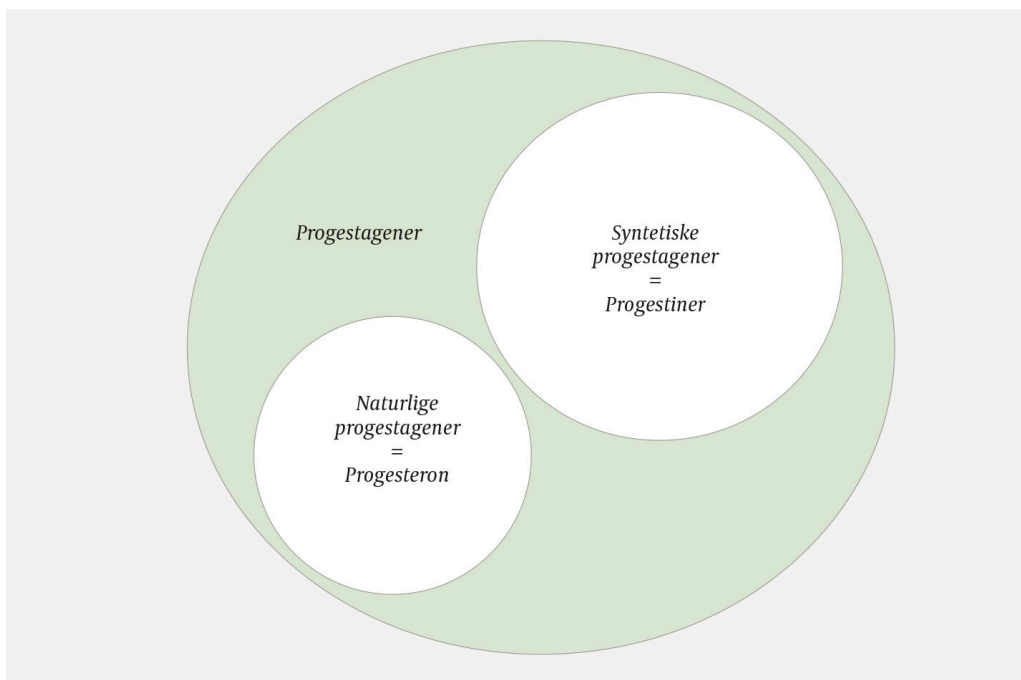 Progestagener
Syntetiske
progestagener
=
Progestiner
Naturlige
progestagener
=
Progesteron